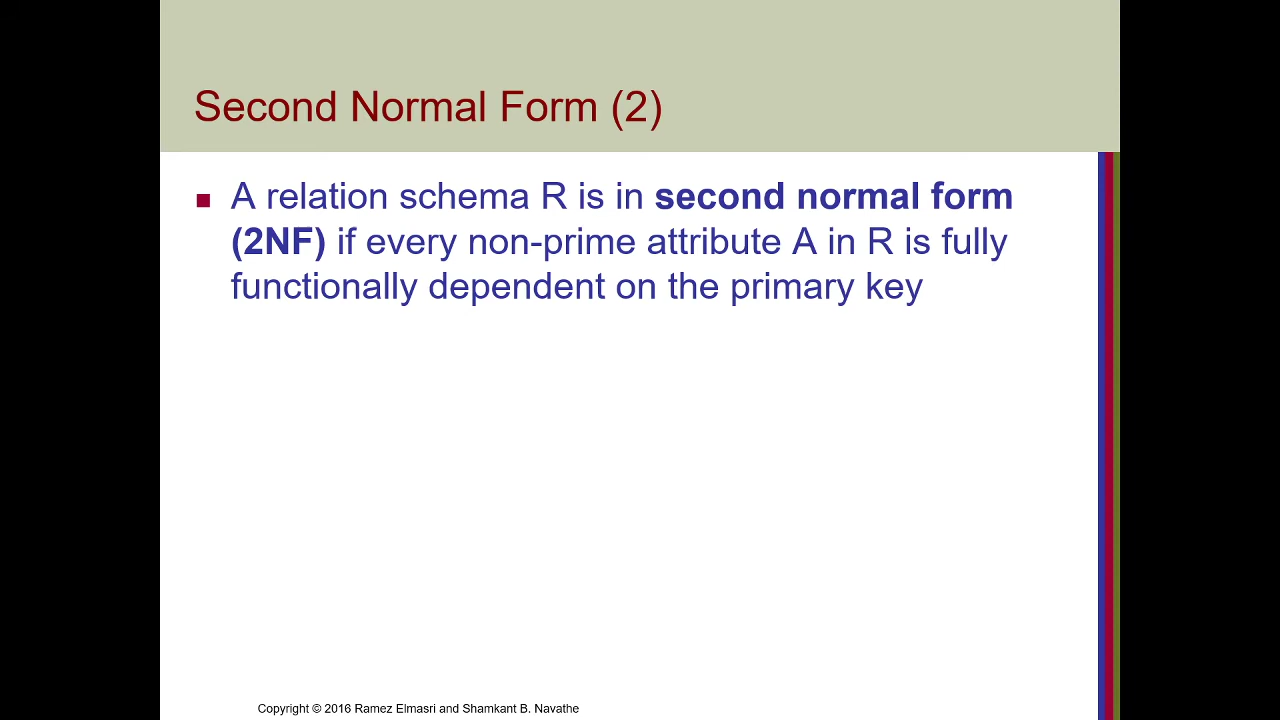 Second Normal Form (2)
A relation schema R is in second normal form
(2NF) if every non-prime attribute A in R is fully
functionally dependent on the primary key
Copyright © 2016 Ramez Elmasri and Shamkant B. Navathe